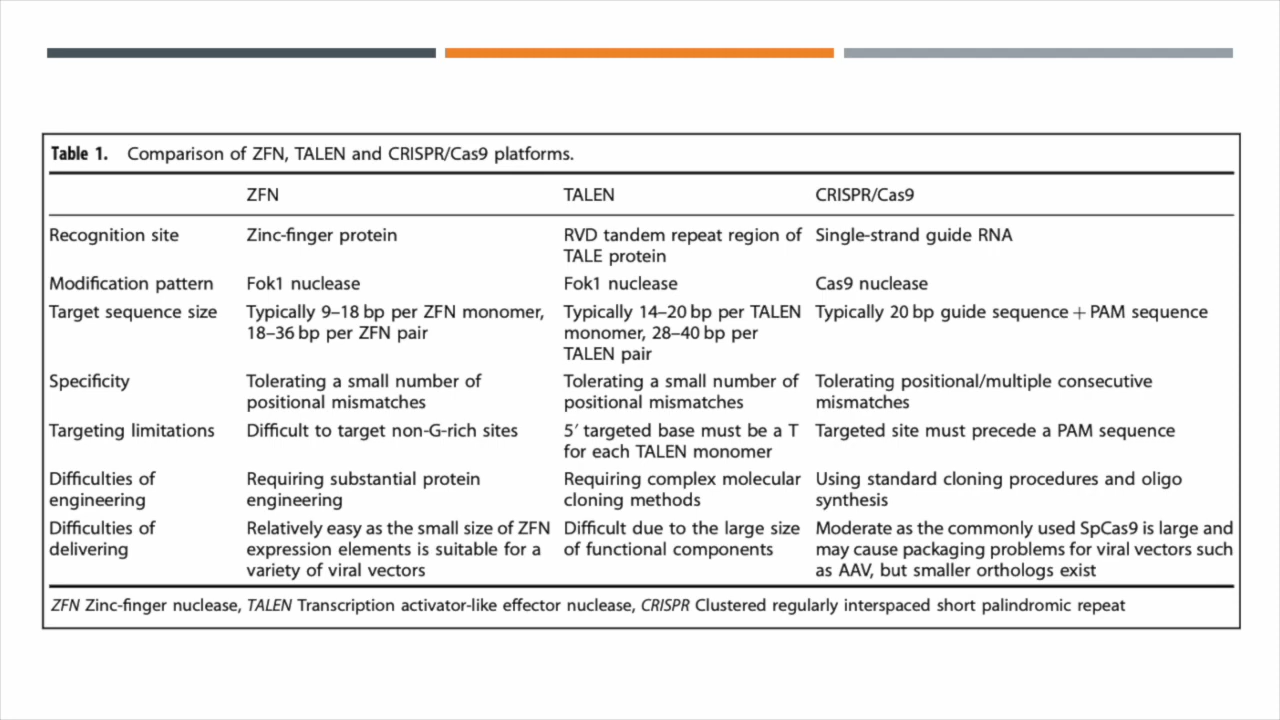 Table 1. Comparison of ZFN, TALEN and CRISPR/Cas9 platforms.
ZFN TALEN CRISPR/Cas9
Recognition site Zinc-finger protein RVD tandem repeat region of Single-strand guide RNA
TALE protein
Modification pattern Fok1 nuclease Fok1 nuclease Cas9 nuclease
Target sequence size Typically 9–18 bp per ZFN monomer, Typically 14–20 bp per TALEN Typically 20 bp guide sequence + PAM sequence
18–36 bp per ZFN pair monomer, 28–40 bp per
TALEN pair
Specificity Tolerating a small number of Tolerating a small number of Tolerating positional/multiple consecutive
positional mismatches positional mismatches mismatches
Targeting limitations Difficult to target non-G-rich sites 5′ targeted base must be a T Targeted site must precede a PAM sequence
for each TALEN monomer
Difficulties of Requiring substantial protein Requiring complex molecular Using standard cloning procedures and oligo
engineering engineering cloning methods synthesis
Difficulties of Relatively easy as the small size of ZFN Difficult due to the large size Moderate as the commonly used SpCas9 is large and
delivering expression elements is suitable for a of functional components may cause packaging problems for viral vectors such
variety of viral vectors as AAV, but smaller orthologs exist
ZFN Zinc-finger nuclease, TALEN Transcription activator-like effector nuclease, CRISPR Clustered regularly interspaced short palindromic repeat